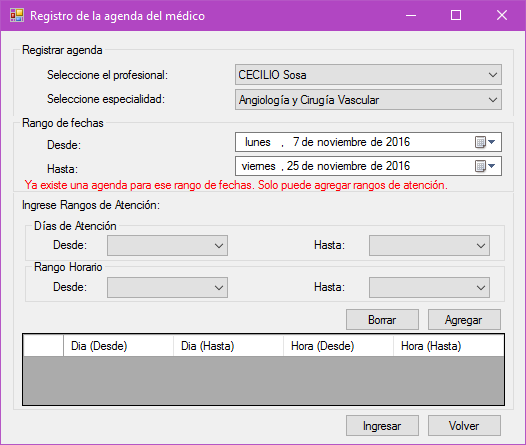 Registro de la agenda del médico
Registrar agenda
Seleccione el profesional: CECILIO Sosa
Seleccione especialidad: Angiología y Cirugía Vascular
Rango de fechas
Desde: lunes , 7 de noviembre de 2016
Hasta: viernes , 25 de noviembre de 2016
Ya existe una agenda para ese rango de fechas. Solo puede agregar rangos de atención.
Ingrese Rangos de Atención:
Días de Atención
Desde: Hasta:
Rango Horario
Desde: Hasta:
Borrar Agregar
Dia (Desde) Dia (Hasta) Hora (Desde) Hora (Hasta)
Ingresar Volver